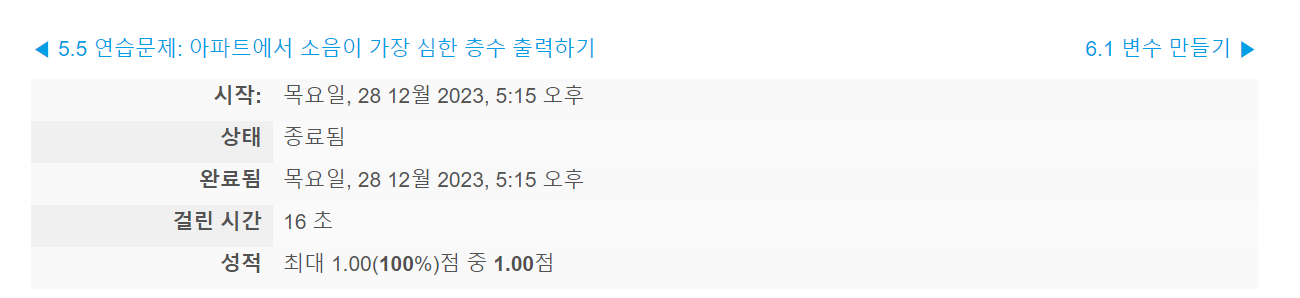 ◀ 5.5 연습문제: 아파트에서 소음이 가장 심한 층수 출력하기 6.1 변수 만들기 ▶
시작: 목요일, 28 12월 2023, 5:15 오후
상태 종료됨
완료됨 목요일, 28 12월 2023, 5:15 오후
걸린 시간 16 초
성적 최대 1.00(100%)점 중 1.00점